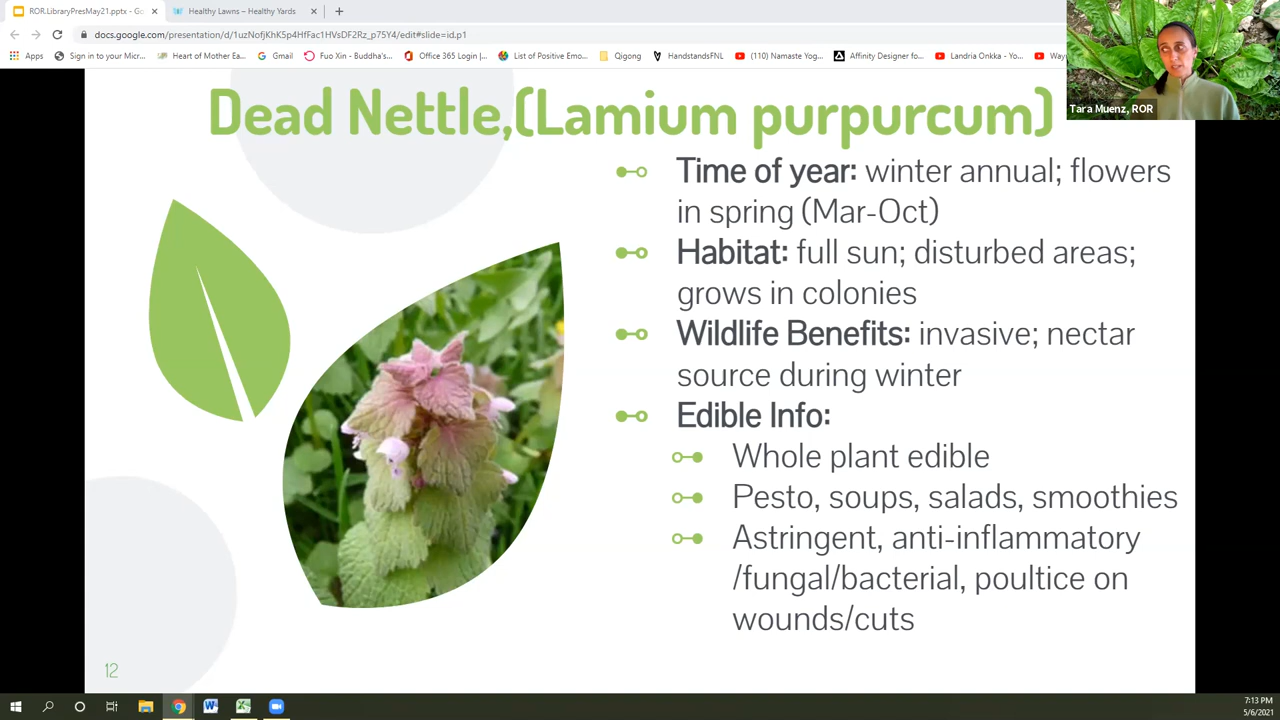 ROR.LibraryPresMay21.pptx - Go
Healthy Lawns – Healthy Yards
docs.google.com/presentation/d/1uzNofjKhK5p4HfFac1HVsDF2Rz_p75Y4/edit#slide=id.p1
Apps
Sign in to your Micr...
Heart of Mother Ea...
Gmail
Fuo Xin - Buddha's...
Office 365 Login |...
List of Positive Emo...
Qigong
HandstandsFNL
(110) Namaste Yog...
Affinity Designer for...
Landria Onkka - Yo...
Way
Tara Muenz, ROR
Dead Nettle,(Lamium purpurcum)
Time of year: winter annual; flowers
in spring (Mar-Oct)
Habitat: full sun; disturbed areas;
grows in colonies
Wildlife Benefits: invasive; nectar
source during winter
Edible Info:
Whole plant edible
Pesto, soups, salads, smoothies
Astringent, anti-inflammatory
/fungal/bacterial, poultice on
wounds/cuts
12
7:13 PM
5/6/2021